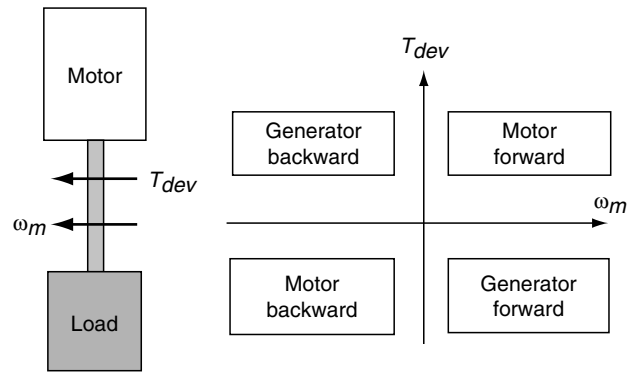 Motor
T_dev
ω_m
Load
T_dev
Generator
backward
Motor
forward
ω_m
Motor
backward
Generator
forward